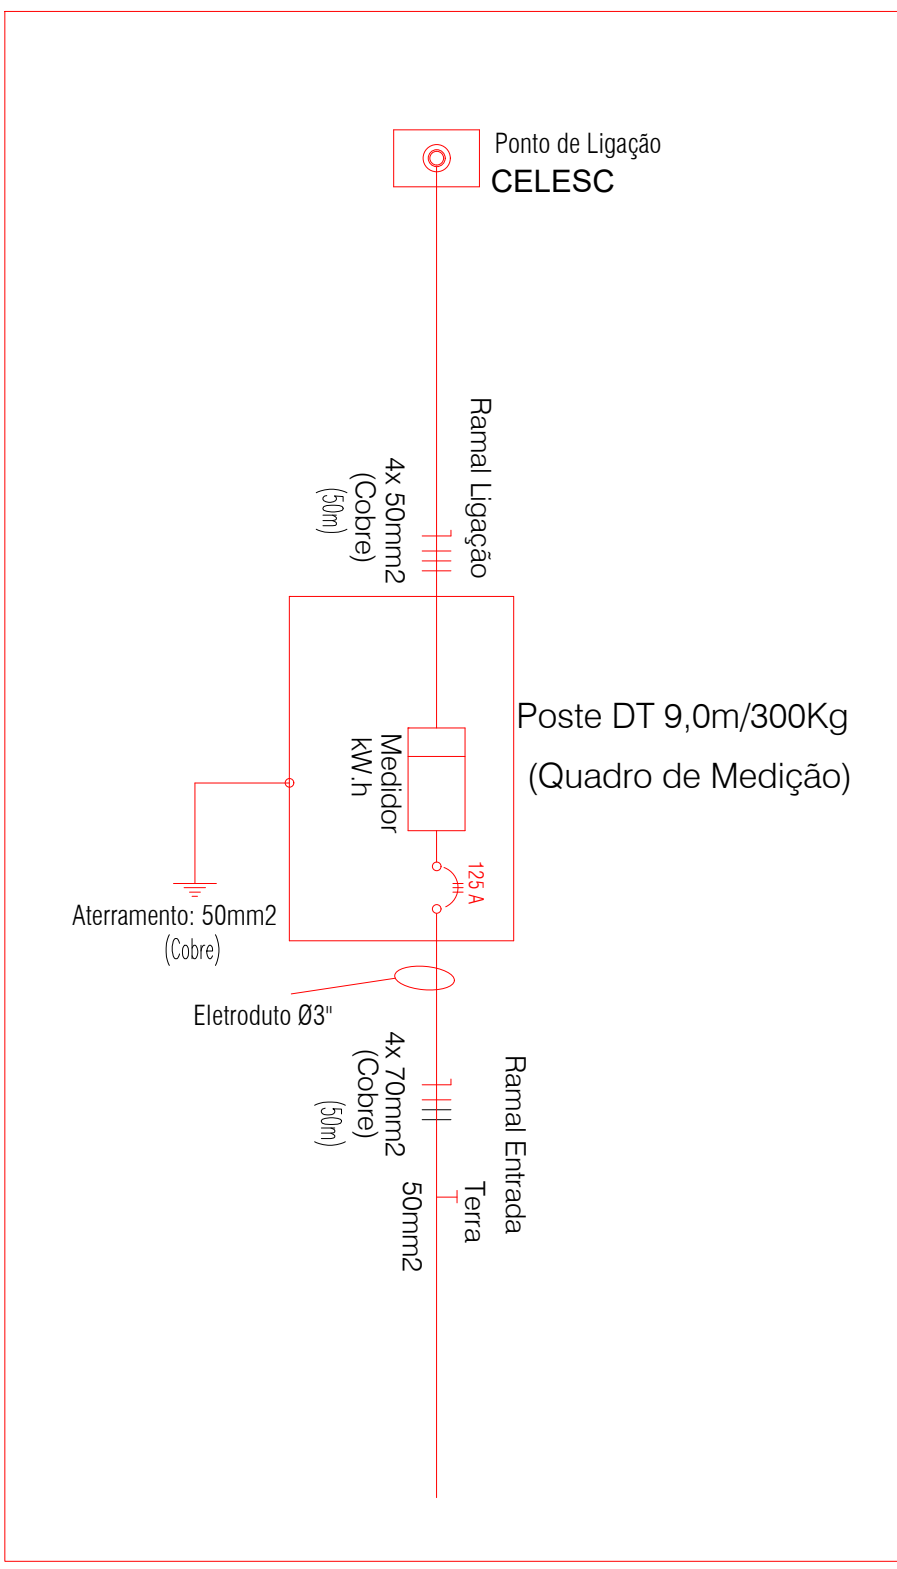 Ponto de Ligação
CELESC
Ramal Ligação
4x 50mm2
(Cobre)
(50m)
Poste DT 9,0m/300Kg
(Quadro de Medição)
Medidor
kW.h
125 A
Aterramento: 50mm2
(Cobre)
Eletroduto Ø3"
Ramal Entrada
4x 70mm2
(Cobre)
(50m)
Terra
50mm2